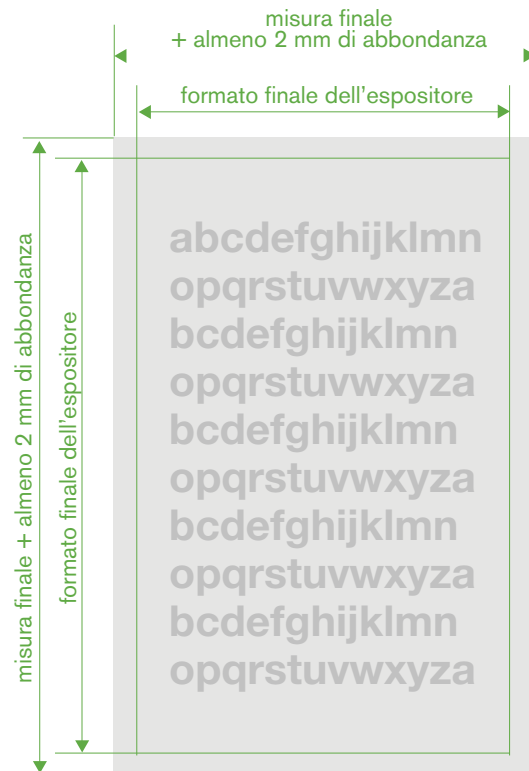 misura finale
+ almeno 2 mm di abbondanza
formato finale dell’espositore
misura finale + almeno 2 mm di abbondanza
formato finale dell’espositore
abcdefghijklmn
opqrstuvwxyza
bcdefghijklmn
opqrstuvwxyza
bcdefghijklmn
opqrstuvwxyza
bcdefghijklmn
opqrstuvwxyza
bcdefghijklmn
opqrstuvwxyza